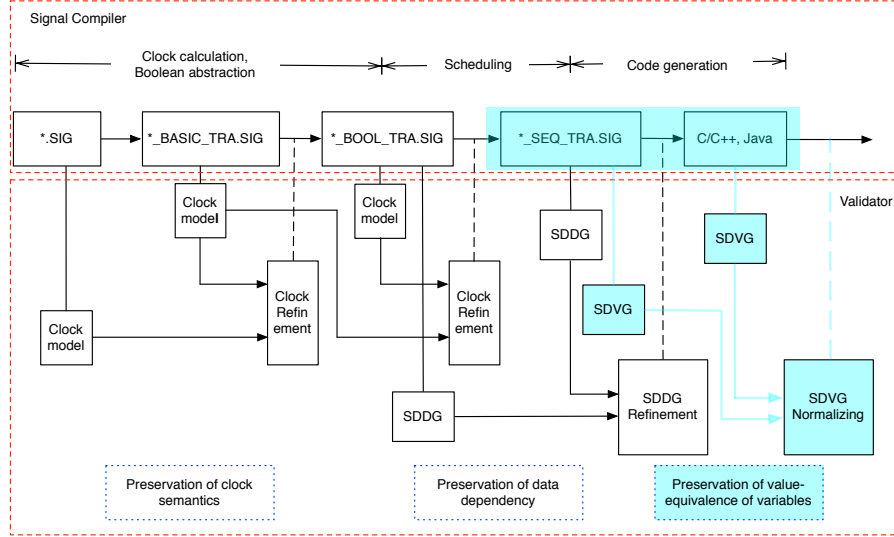 Signal Compiler
Clock calculation,
Boolean abstraction
Scheduling
Code generation
*.SIG
*_BASIC_TRA.SIG
*_BOOL_TRA.SIG
*_SEQ_TRA.SIG
C/C++, Java
Validator
Clock
model
Clock
model
SDDG
SDVG
Clock
Refin
ement
Clock
Refin
ement
SDVG
Clock
model
SDDG
SDDG
Refinement
SDVG
Normalizing
Preservation of clock
semantics
Preservation of data
dependency
Preservation of value-
equivalence of variables